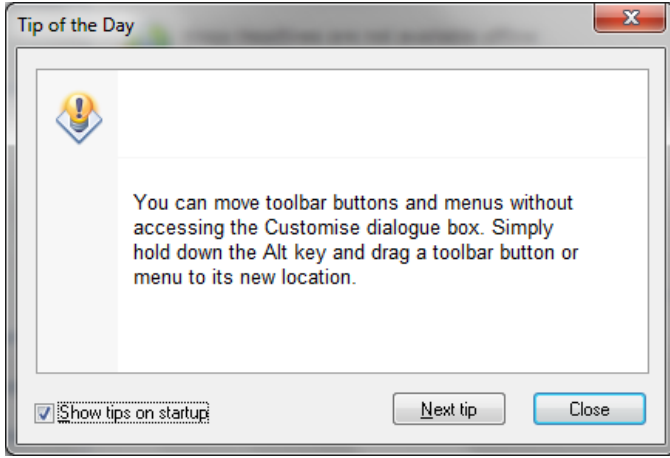 Tip of the Day
You can move toolbar buttons and menus without
accessing the Customise dialogue box. Simply
hold down the Alt key and drag a toolbar button or
menu to its new location.
Show tips on startup
Next tip
Close